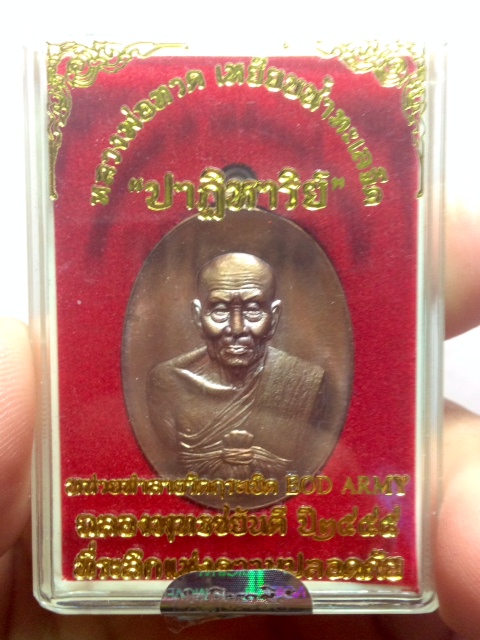 หลวงพ่อทวด เหยียบน้ำทะเลจืด
"ปาฏิหาริย์"
หน่วยทำลายวัตถุระเบิด EOD ARMY
ฉลองพุทธชยันตี ปี๒๕๕๕
ที่ระลึกแห่งความปลอดภัย